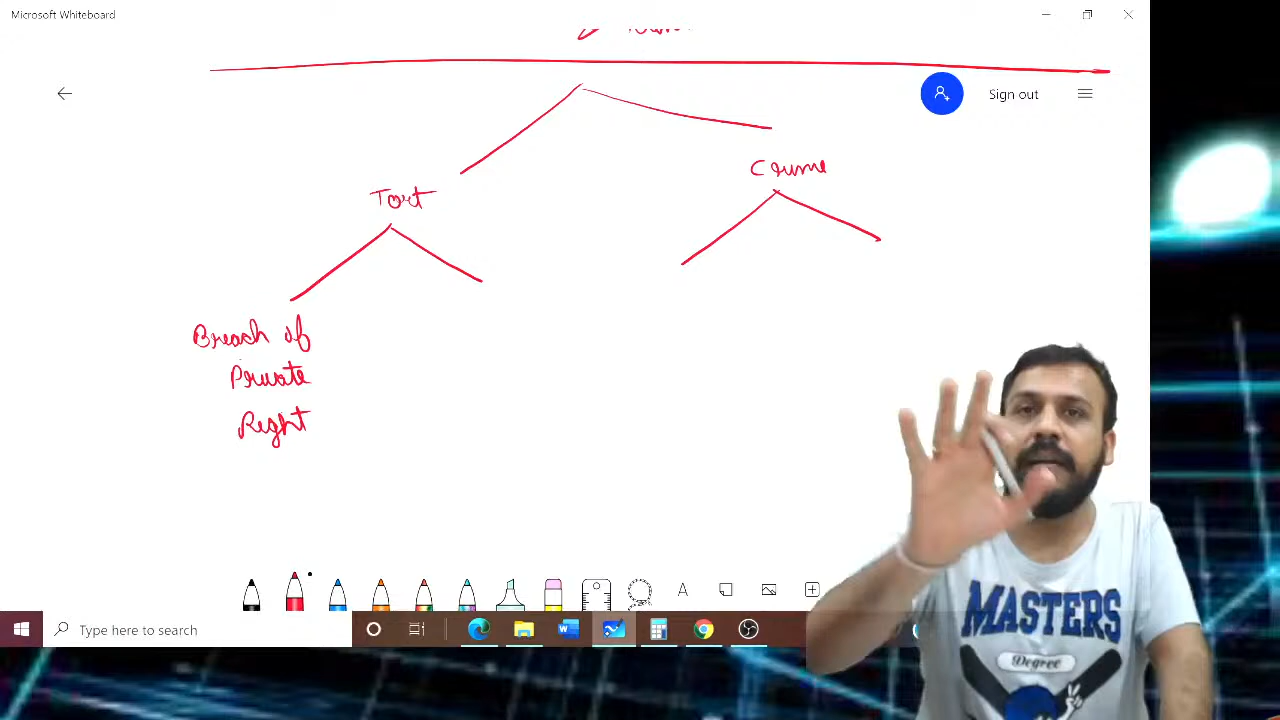 Microsoft Whiteboard
Sign out
Tort
Crime
Breach of
Private
Right
A
Type here to search
MASTERS
Degree